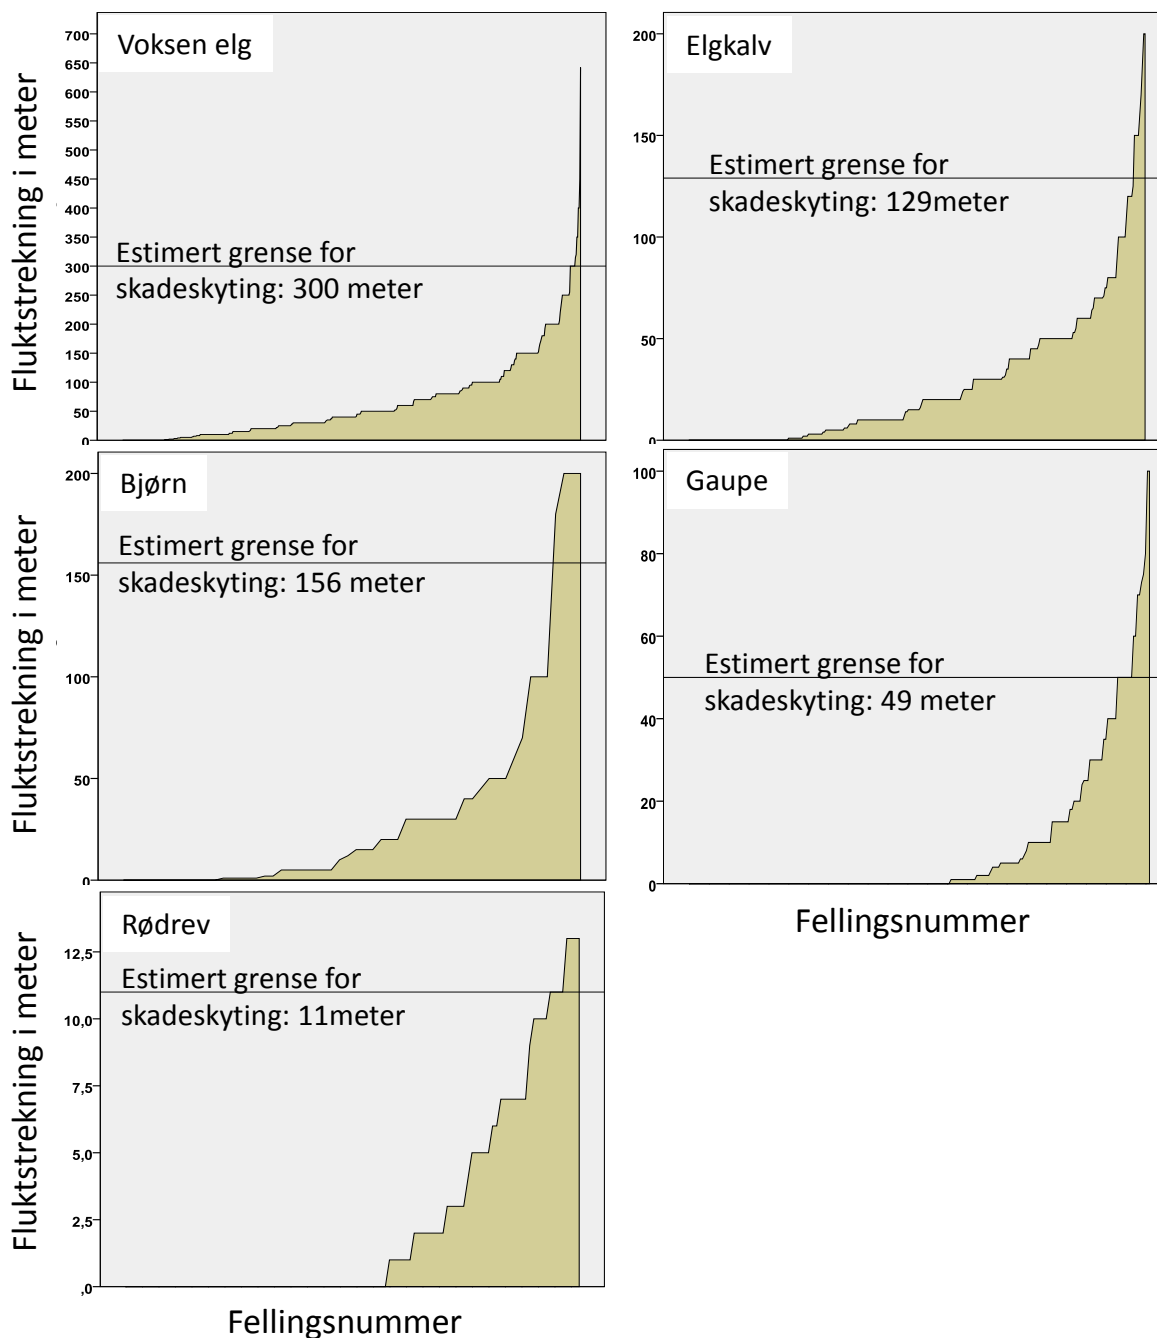 Voksen elg
Fluktstrekning i meter
700
650
600
550
500
450
400
350
300
250
200
150
100
50
0
Estimert grense for
skadeskyting: 300 meter
Elgkalv
200
150
100
50
0
Estimert grense for
skadeskyting: 129meter
Bjørn
Fluktstrekning i meter
200
150
100
50
0
Estimert grense for
skadeskyting: 156 meter
Gaupe
100
80
60
40
20
0
Estimert grense for
skadeskyting: 49 meter
Fellingsnummer
Rødrev
Fluktstrekning i meter
12,5
10,0
7,5
5,0
2,5
,0
Estimert grense for
skadeskyting: 11meter
Fellingsnummer